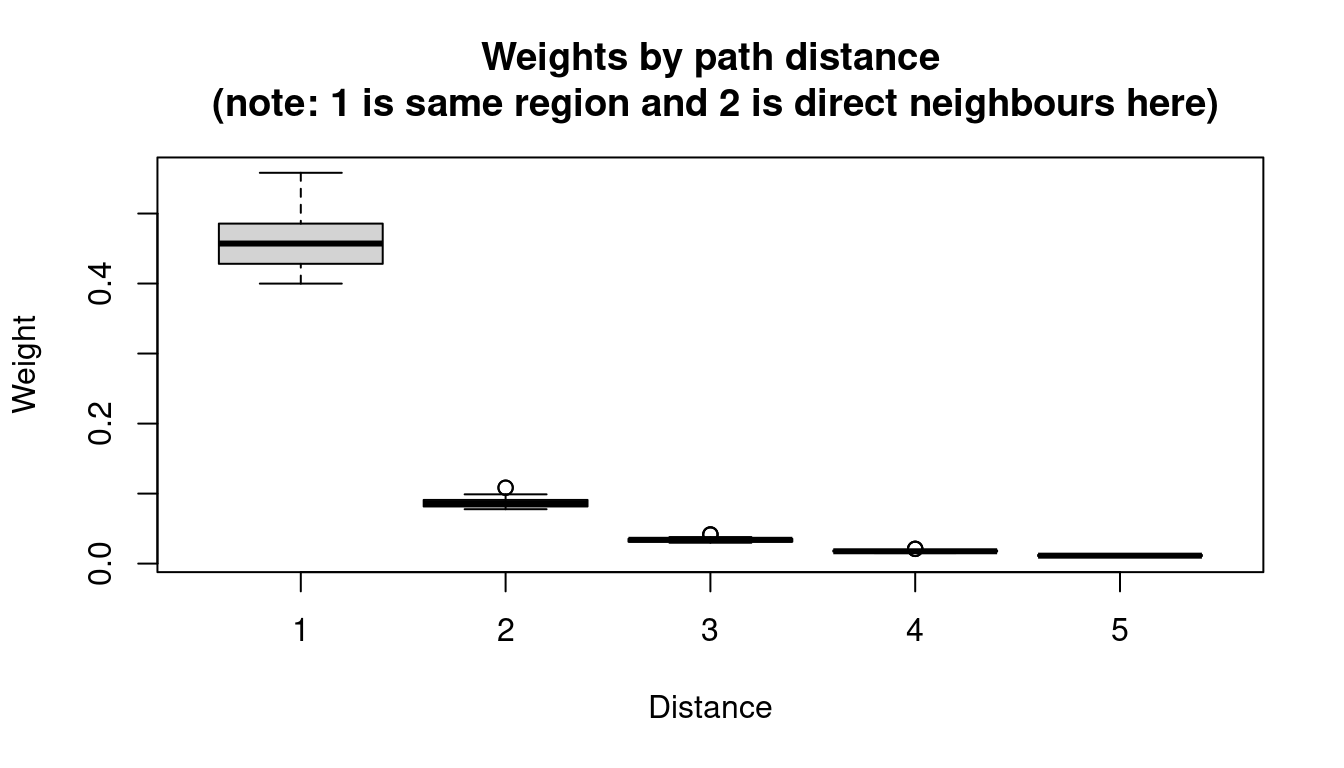 Weights by path distance
(note: 1 is same region and 2 is direct neighbours here)
Weight
0.4
0.2
0.0
1 2 3 4 5
Distance